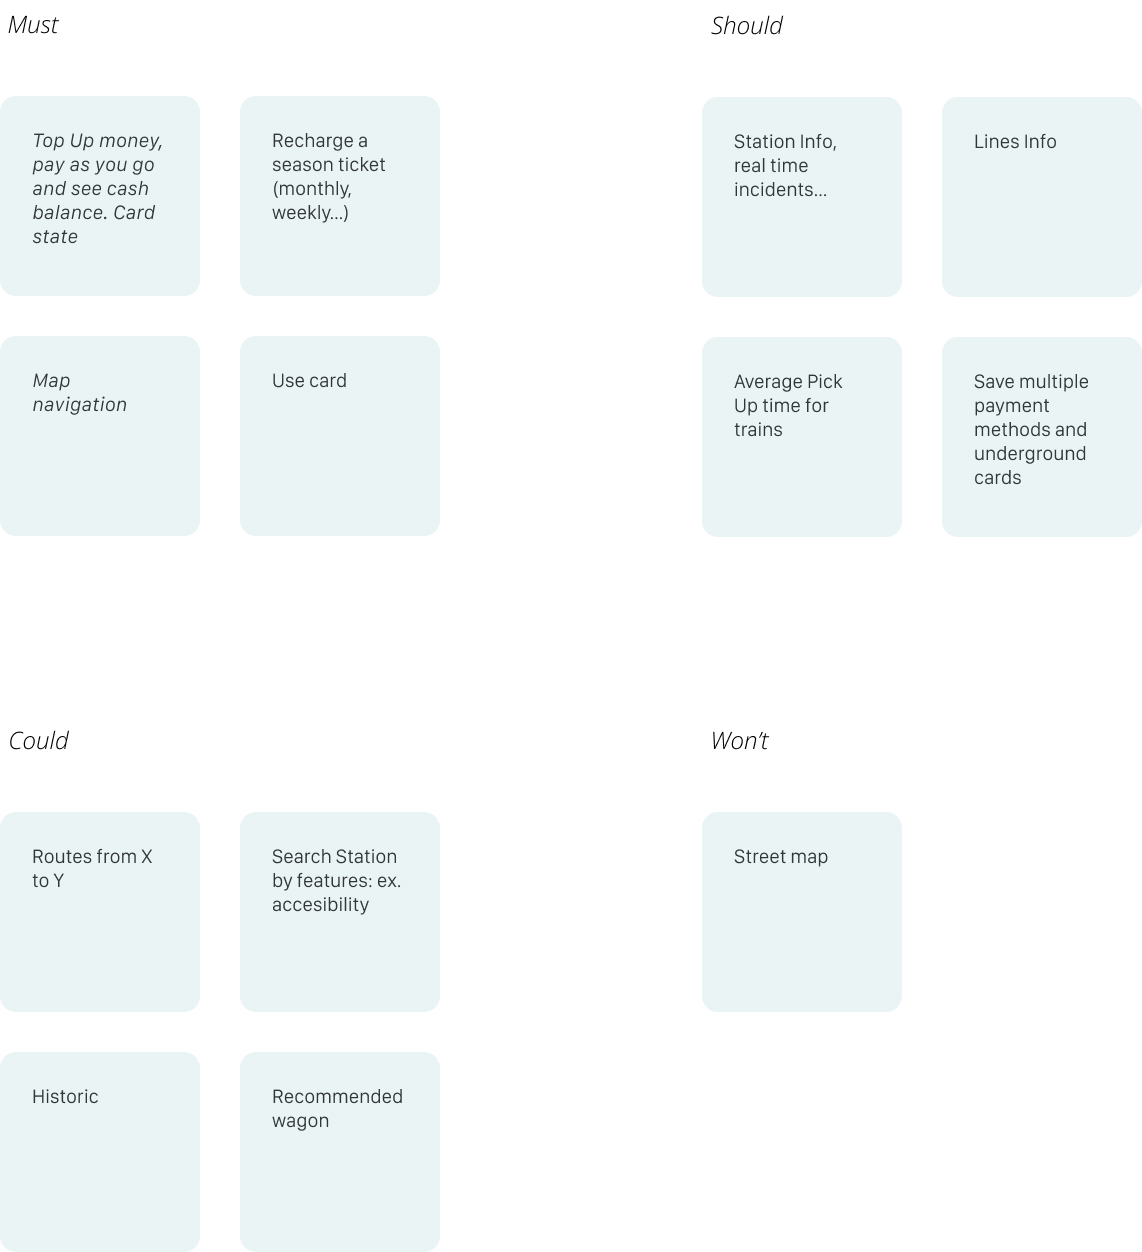 Must
Top Up money,
pay as you go
and see cash
balance. Card
state
Recharge a
season ticket
(monthly,
weekly...)
Map
navigation
Use card
Should
Station Info,
real time
incidents...
Lines Info
Average Pick
Up time for
trains
Save multiple
payment
methods and
underground
cards
Could
Routes from X
to Y
Search Station
by features: ex.
accesibility
Historic
Recommended
wagon
Won't
Street map